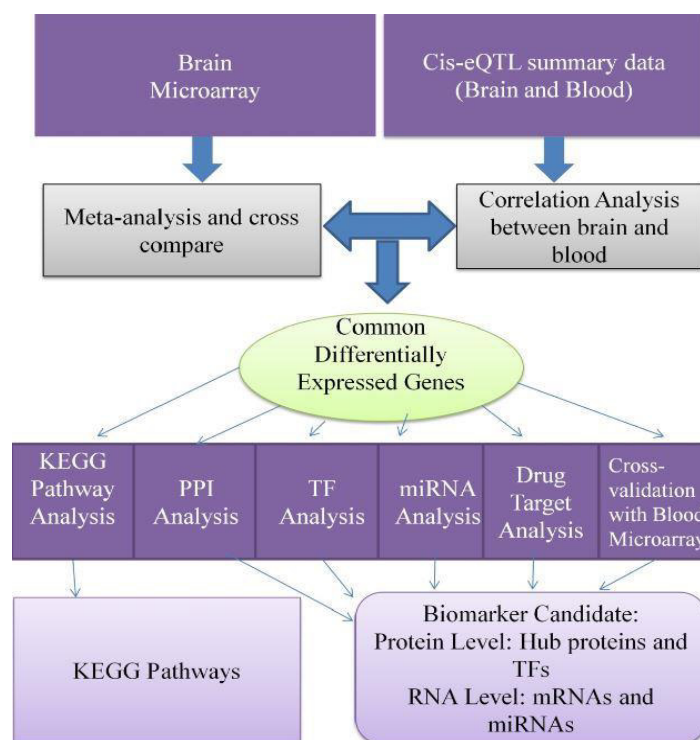 Brain
Microarray
Cis-eQTL summary data
(Brain and Blood)
Meta-analysis and cross
compare
Correlation Analysis
between brain and
blood
Common
Differentially
Expressed Genes
KEGG
Pathway
Analysis
PPI
Analysis
TF
Analysis
miRNA
Analysis
Drug
Target
Analysis
Cross-
validation
with Blood
Microarray
KEGG Pathways
Biomarker Candidate:
Protein Level: Hub proteins and
TFs
RNA Level: mRNAs and
miRNAs